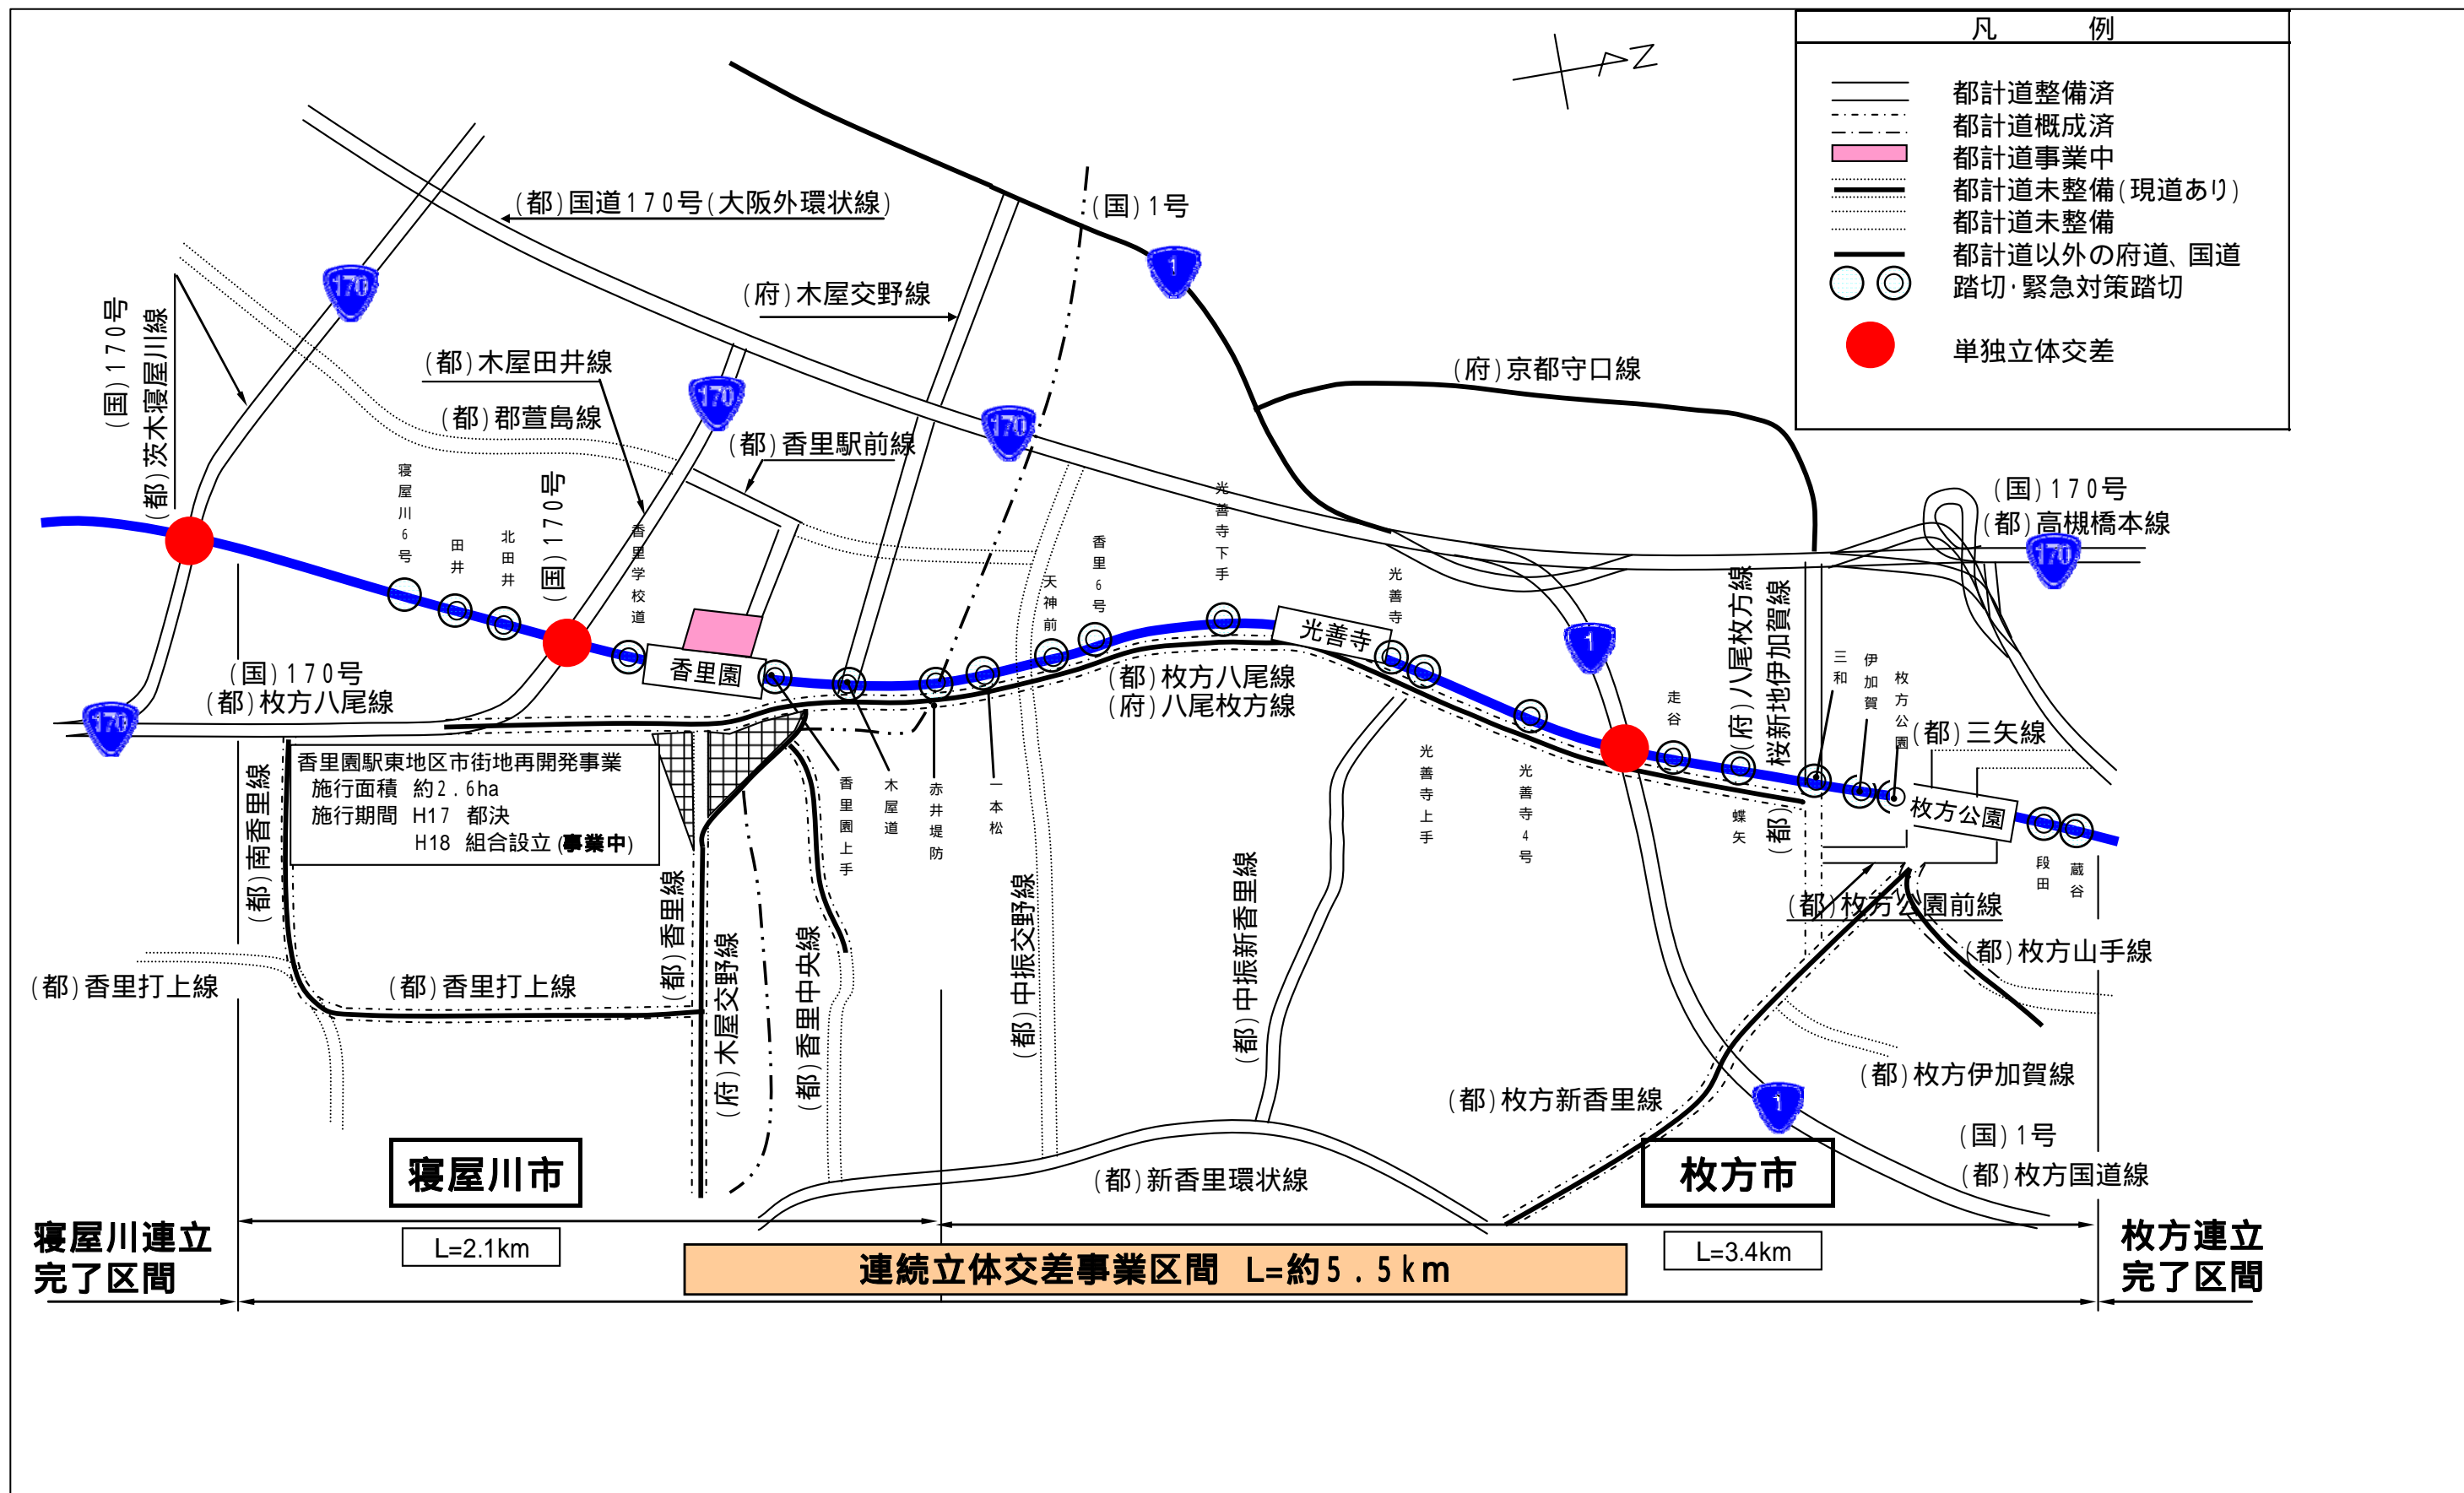 凡　例
都計道整備済
都計道概成済
都計道事業中
都計道未整備(現道あり)
都計道未整備
都計道以外の府道、国道
踏切・緊急対策踏切
単独立体交差
N
(都)国道170号(大阪外環状線)
(国)1号
1
(府)木屋交野線
170
(国)170号
(都)茨木寝屋川線
(都)木屋田井線
(都)郡萱島線
170
(都)香里駅前線
170
(府)京都守口線
(国)170号
(都)高槻橋本線
170
寝屋川6号
田井
北田井
(国)170号
香里学校道
香里園
天神前
香里6号
光善寺下手
光善寺
光善寺
1
走谷
(府)八尾枚方線
桜新地伊加賀線
(都)
三和
伊加賀
枚方公園
(都)三矢線
枚方公園
(国)170号
(都)枚方八尾線
170
(都)枚方八尾線
(府)八尾枚方線
香里園駅東地区市街地再開発事業
施行面積 約2.6ha
施行期間 H17 都決
H18 組合設立(事業中)
香里園上手
木屋道
赤井堤防
一本松
光善寺上手
光善寺4号
蝶矢
段田
蔵谷
(都)南香里線
(都)香里線
(府)木屋交野線
(都)香里中央線
(都)中振交野線
(都)中振新香里線
(都)枚方公園前線
(都)枚方山手線
(都)香里打上線
(都)香里打上線
(都)枚方伊加賀線
(都)枚方新香里線
1
(国)1号
(都)枚方国道線
(都)新香里環状線
寝屋川市
枚方市
寝屋川連立
完了区間
L=2.1km
連続立体交差事業区間 L=約5.5km
L=3.4km
枚方連立
完了区間